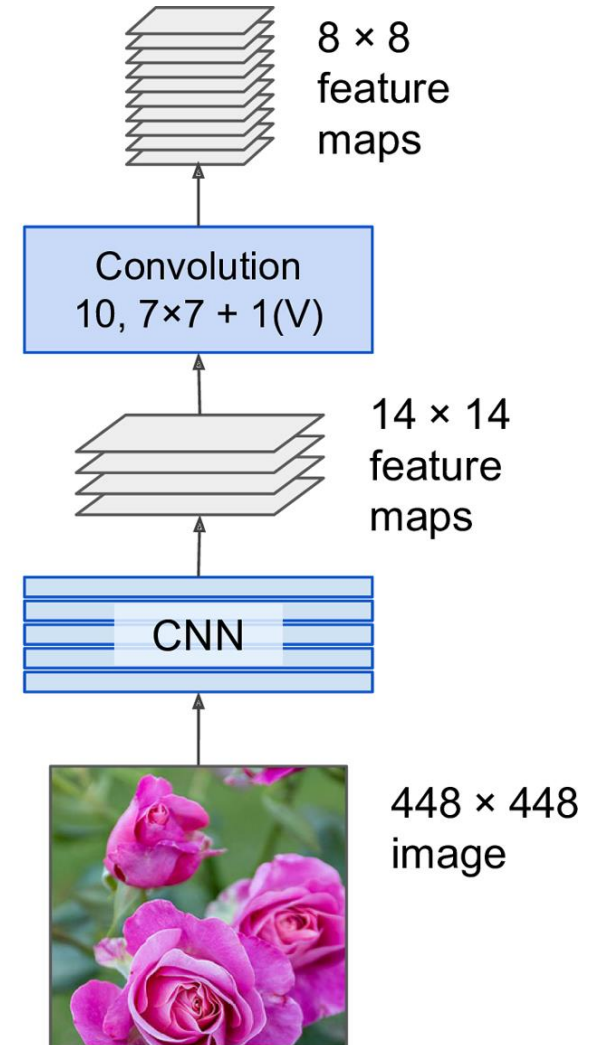 8 × 8
feature
maps
Convolution
10, 7×7 + 1(V)
14 × 14
feature
maps
CNN
448 × 448
image